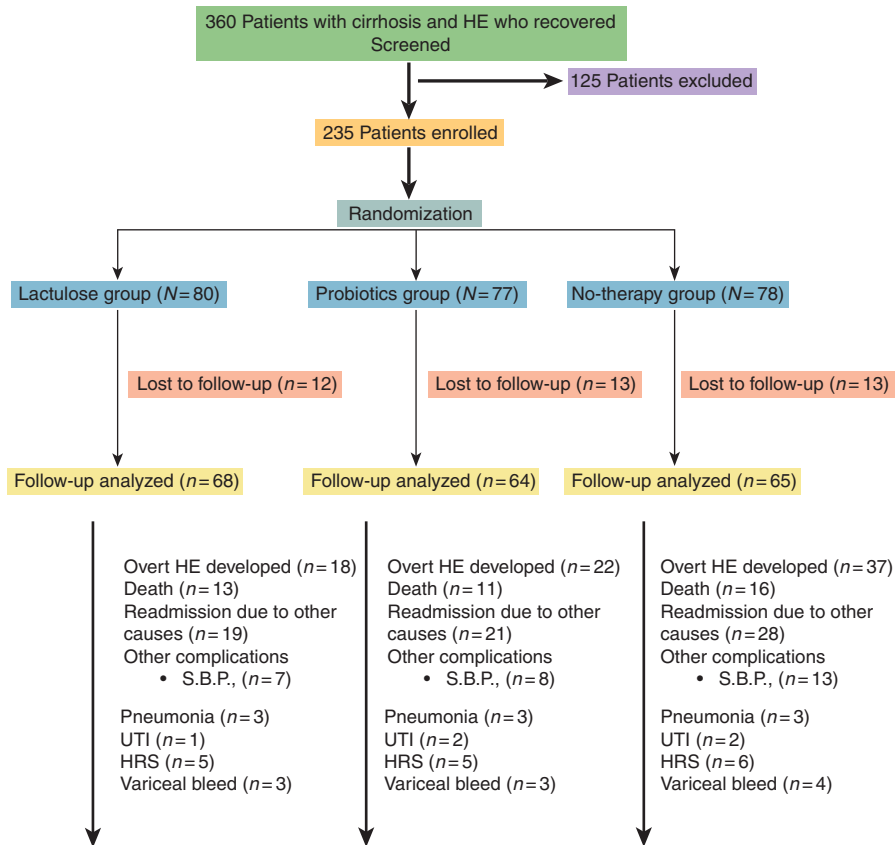 360 Patients with cirrhosis and HE who recovered
Screened
125 Patients excluded
235 Patients enrolled
Randomization
Lactulose group (N=80)
Probiotics group (N=77)
No-therapy group (N=78)
Lost to follow-up (n=12)
Lost to follow-up (n=13)
Lost to follow-up (n=13)
Follow-up analyzed (n=68)
Follow-up analyzed (n=64)
Follow-up analyzed (n=65)
Overt HE developed (n=18)
Death (n=13)
Readmission due to other
causes (n=19)
Other complications
• S.B.P., (n=7)
Pneumonia (n=3)
UTI (n=1)
HRS (n=5)
Variceal bleed (n=3)
Overt HE developed (n=22)
Death (n=11)
Readmission due to other
causes (n=21)
Other complications
• S.B.P., (n=8)
Pneumonia (n=3)
UTI (n=2)
HRS (n=5)
Variceal bleed (n=3)
Overt HE developed (n=37)
Death (n=16)
Readmission due to other
causes (n=28)
Other complications
• S.B.P., (n=13)
Pneumonia (n=3)
UTI (n=2)
HRS (n=6)
Variceal bleed (n=4)